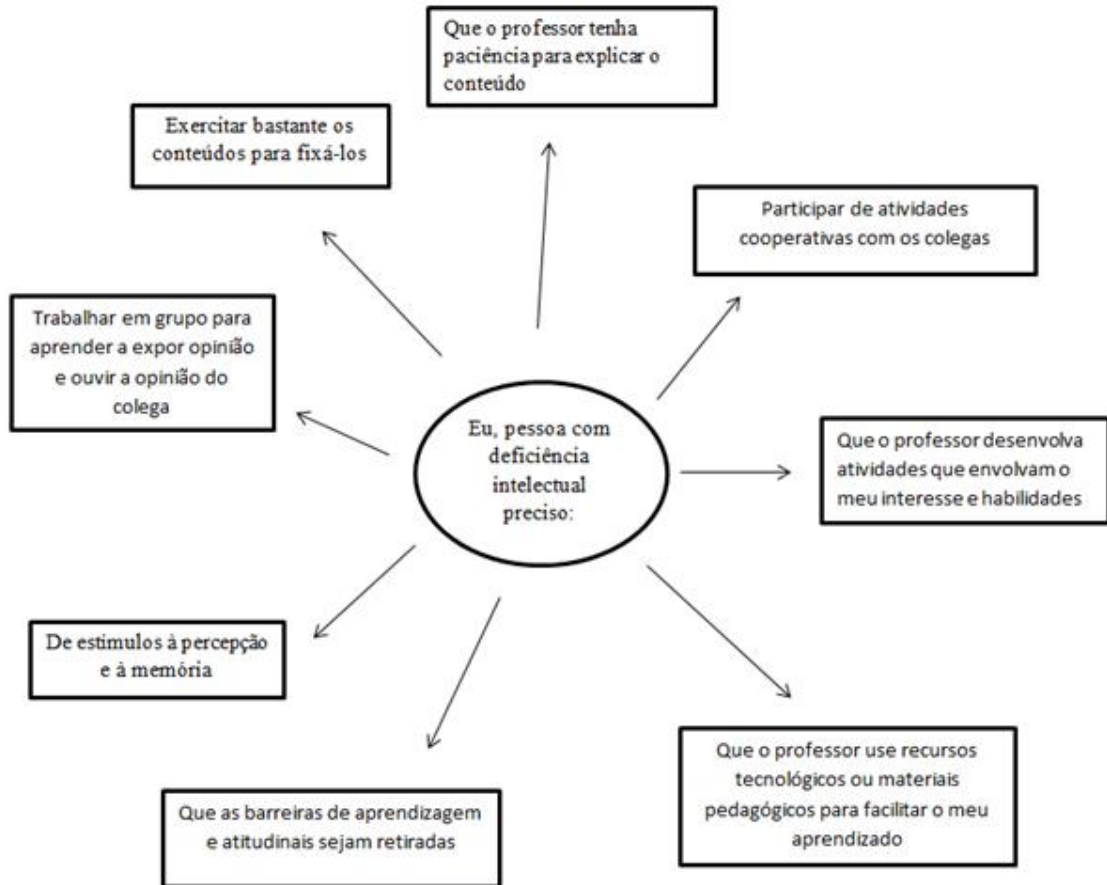 Que o professor tenha
paciência para explicar o
conteúdo
Exercitar bastante os
conteúdos para fixá-los
Participar de atividades
cooperativas com os colegas
Trabalhar em grupo para
aprender a expor opinião
e ouvir a opinião do
colega
Eu, pessoa com
deficiência
intelectual
preciso:
Que o professor desenvolva
atividades que envolvam o
meu interesse e habilidades
De estímulos à percepção
e à memória
Que o professor use recursos
tecnológicos ou materiais
pedagógicos para facilitar o meu
aprendizado
Que as barreiras de aprendizagem
e atitudinais sejam retiradas